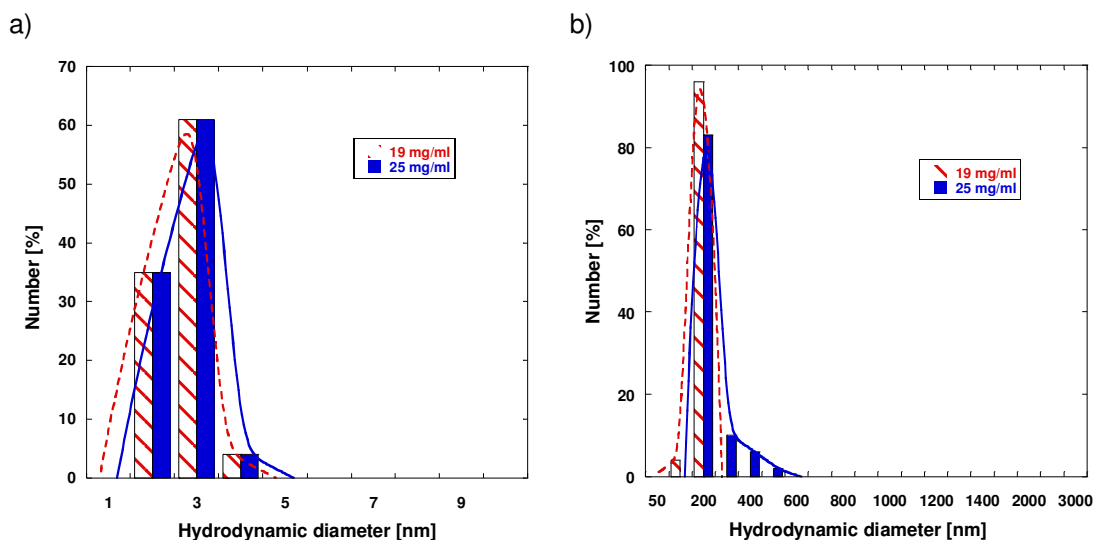 a)
70
60
50
40
30
20
10
0
Number [%]
19 mg/ml
25 mg/ml
1 3 5 7 9
Hydrodynamic diameter [nm]
b)
100
80
60
40
20
0
Number [%]
19 mg/ml
25 mg/ml
50 200 400 600 800 1000 1200 1400 2000 3000
Hydrodynamic diameter [nm]